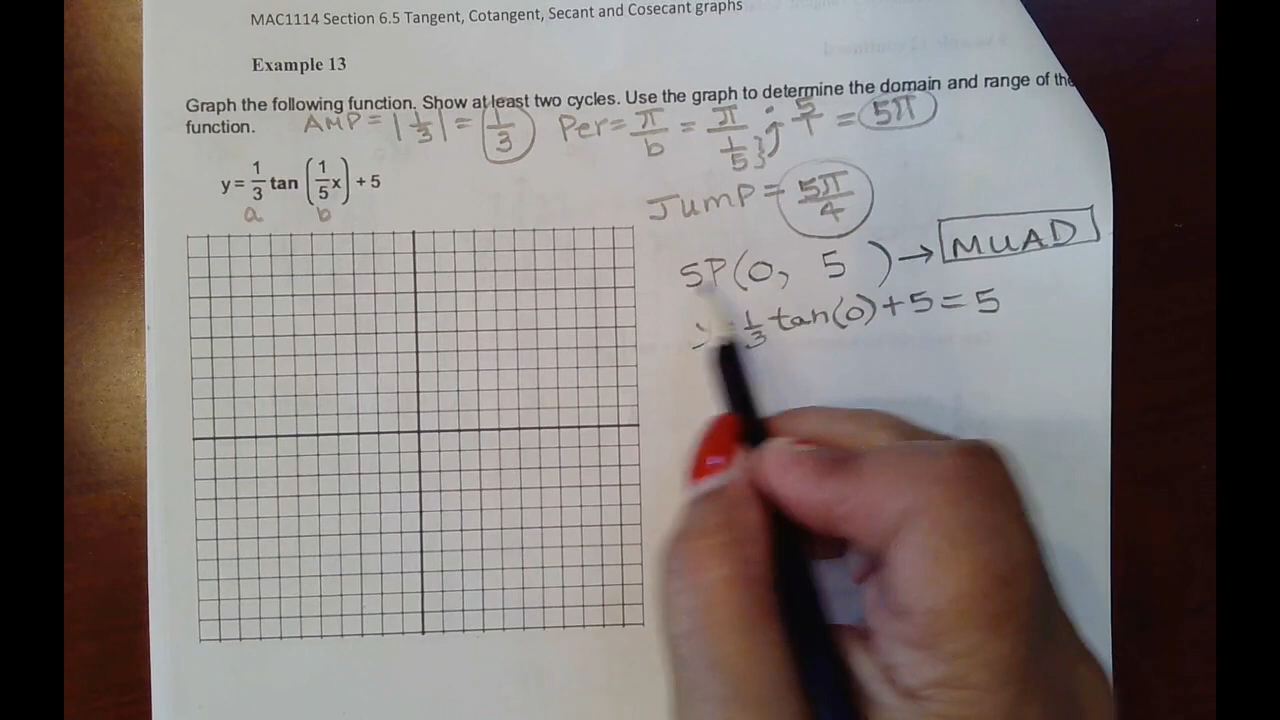 MAC1114 Section 6.5 Tangent, Cotangent, Secant and Cosecant graphs
Example 13
Graph the following function. Show at least two cycles. Use the graph to determine the domain and range of the
function.
AMP = |1/3| = 1/3
Per = π/b = π/(1/5) ; 5/1 = 5π
y = 1/3 tan (1/5 x) + 5
a b
Jump = 5π/4
SP(0, 5) → MUAD
y = 1/3 tan(0) + 5 = 5